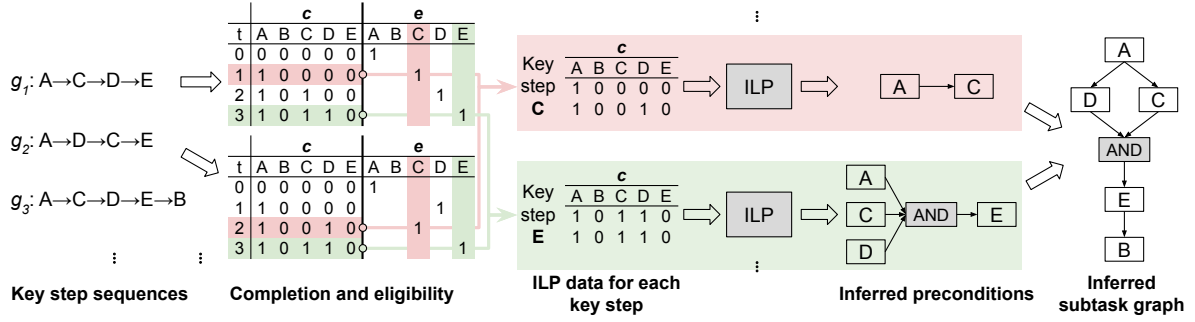 g1: A→C→D→E
g2: A→D→C→E
g3: A→C→D→E→B
⋮ ⋮
Key step sequences
c e
t A B C D E A B C D E
0 0 0 0 0 0 1
1 1 0 0 0 0 1
2 1 0 1 0 0 1
3 1 0 1 1 0 1
c e
t A B C D E A B C D E
0 0 0 0 0 0 1
1 1 0 0 0 0 1
2 1 0 0 1 0 1
3 1 0 1 1 0 1
Completion and eligibility
⋮
Key step C
c
A B C D E
1 0 0 0 0
1 0 0 1 0
ILP
A
C
Key step E
c
A B C D E
1 0 1 1 0
1 0 1 1 0
ILP
A
C
D
AND
E
⋮
ILP data for each
key step
Inferred preconditions
A
D C
AND
E
B
Inferred
subtask graph